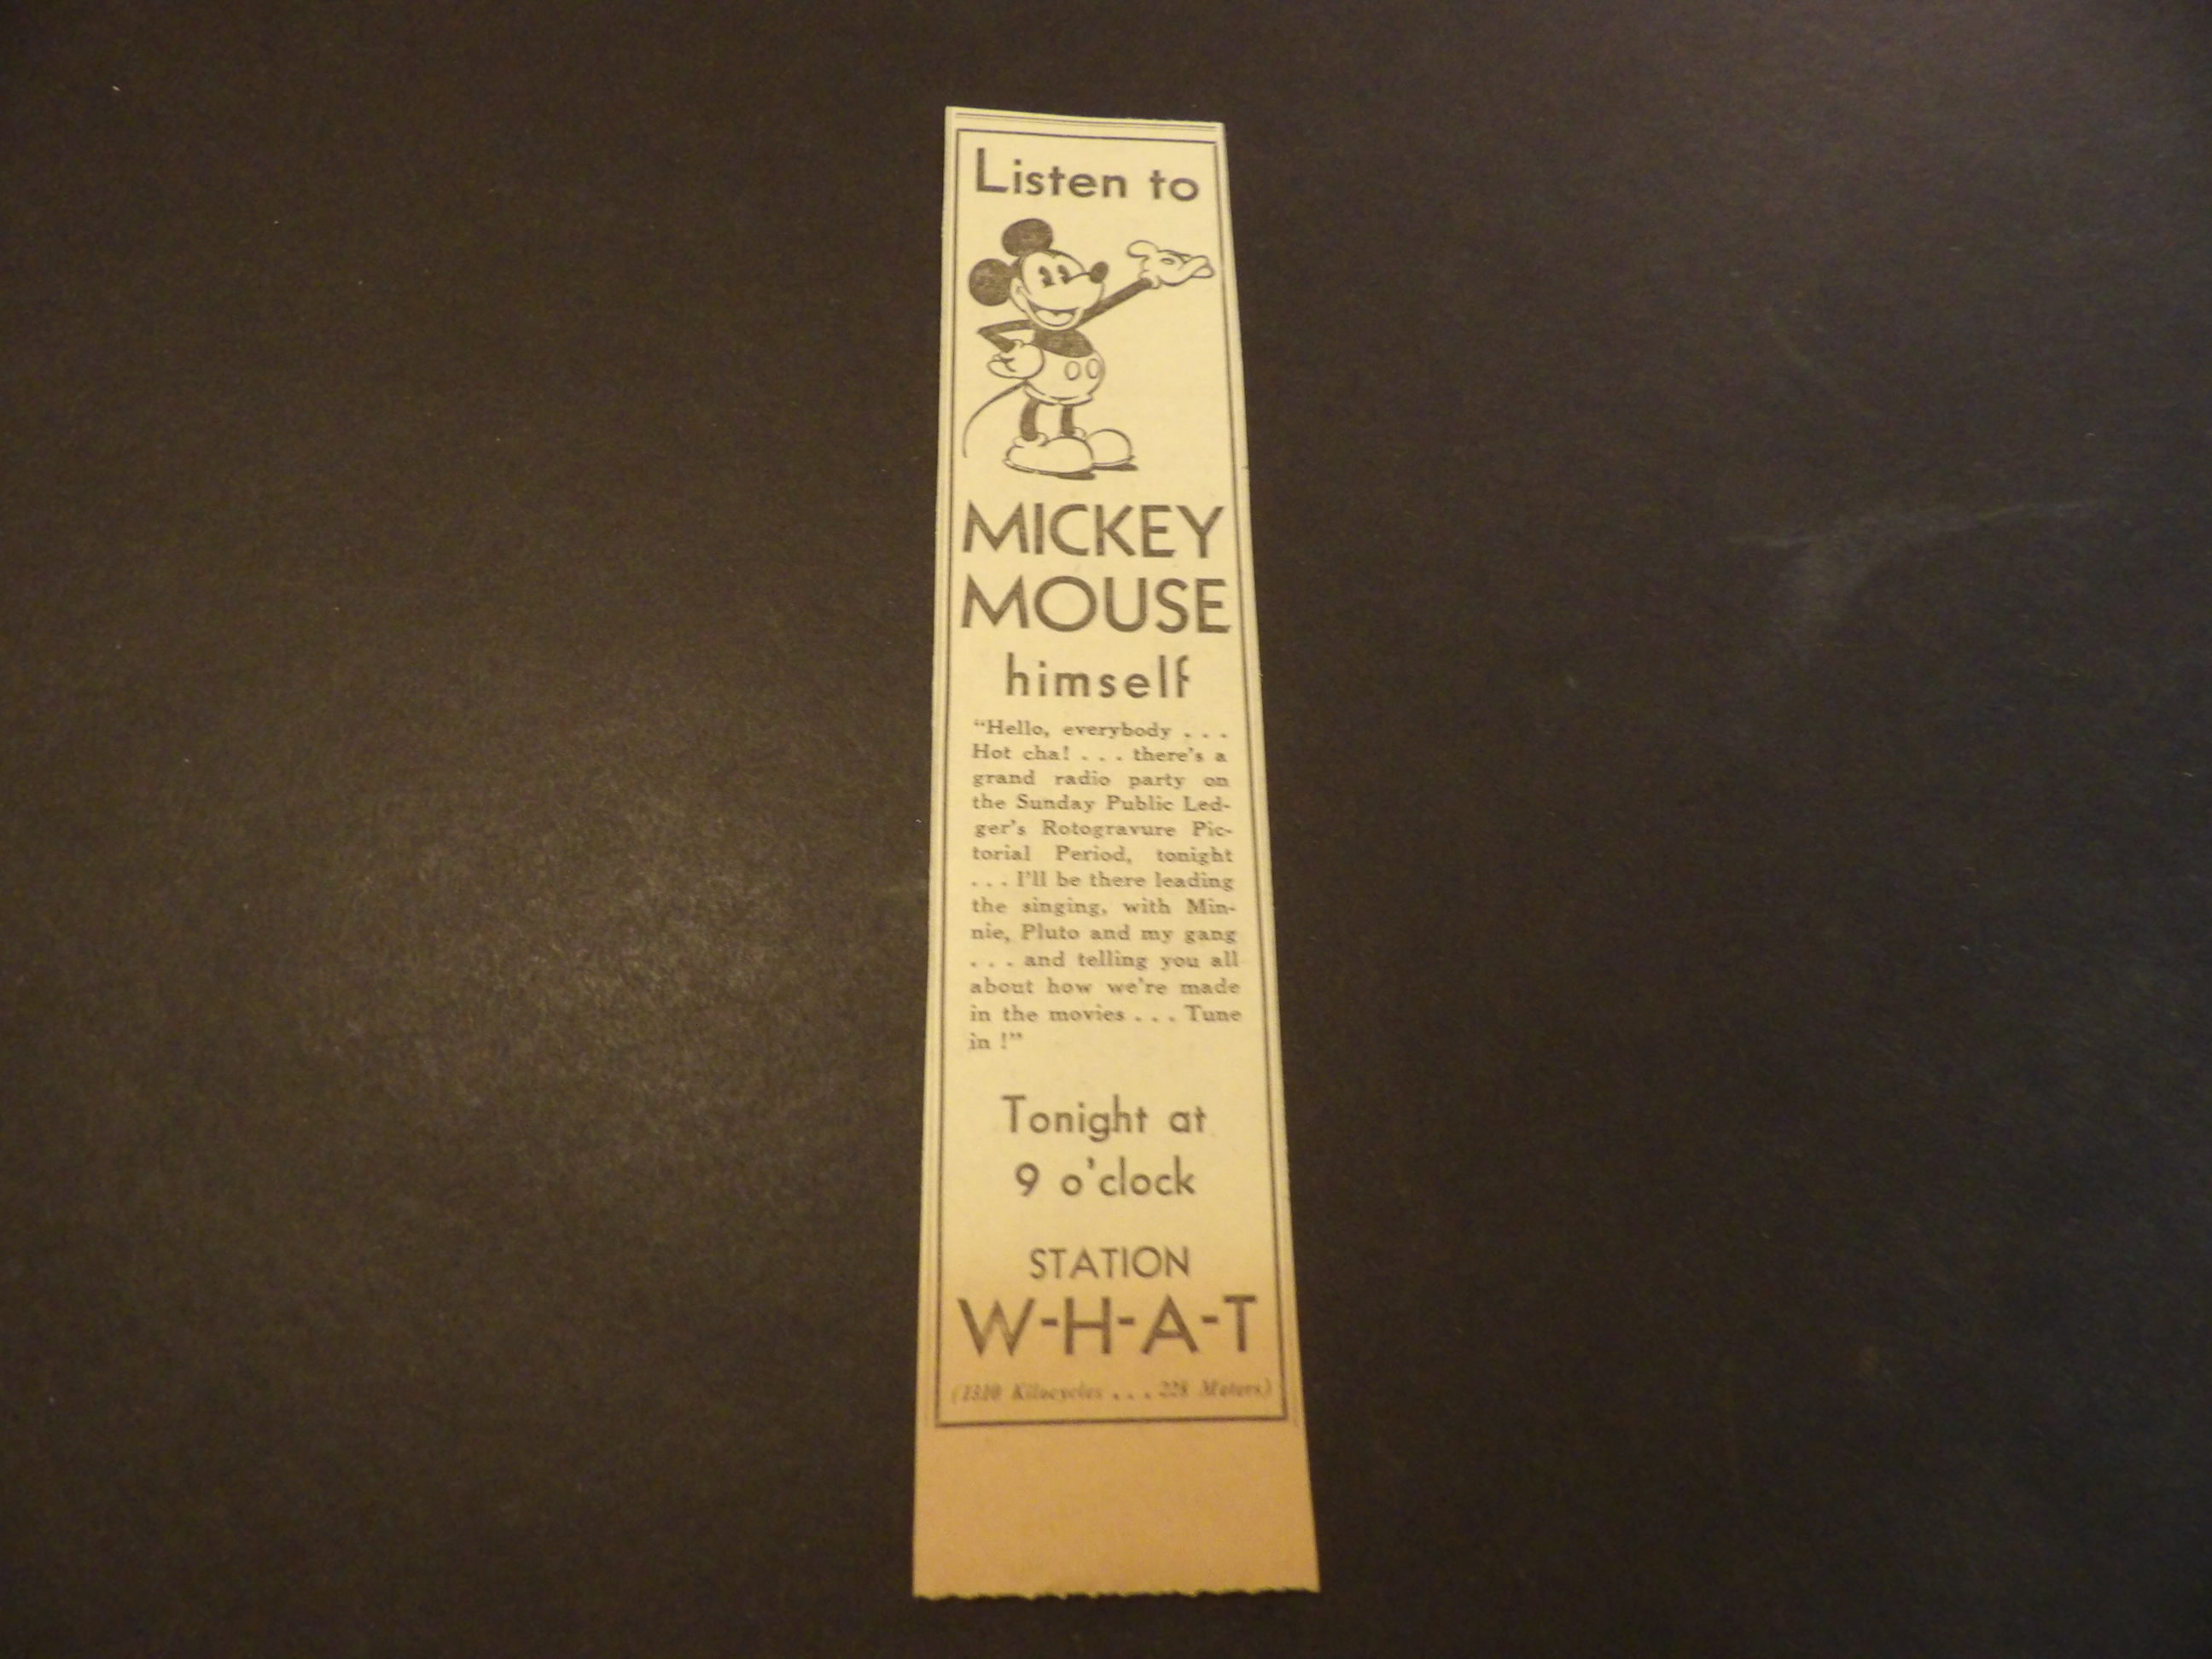 Listen to
MICKEY
MOUSE
himself
“Hello, everybody . . .
Hot cha! . . . there's a
grand radio party on
the Sunday Public Led-
ger's Rotogravure Pic-
torial Period, tonight
. . . I'll be there leading
the singing, with Min-
nie, Pluto and my gang
. . . and telling you all
about how we're made
in the movies . . . Tune
in !”
Tonight at
9 o'clock
STATION
W-H-A-T
(1310 Kilocycles . . . 228 Meters)